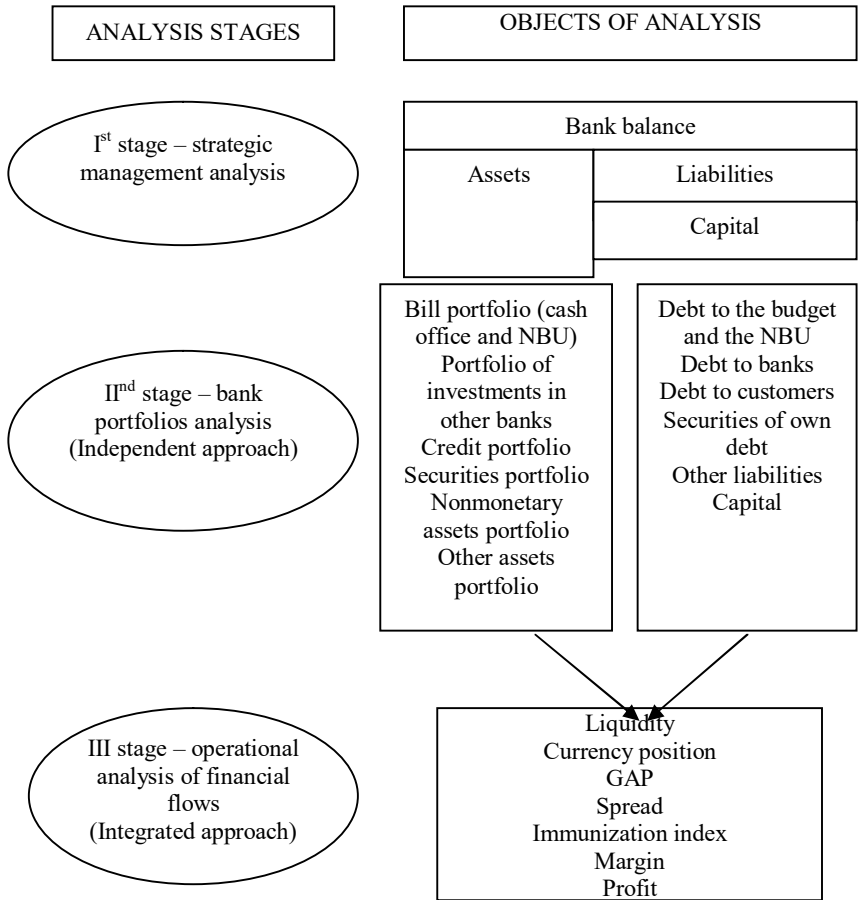 ANALYSIS STAGES
OBJECTS OF ANALYSIS
Ist stage – strategic
management analysis
Bank balance
Assets
Liabilities
Capital
IInd stage – bank
portfolios analysis
(Independent approach)
Bill portfolio (cash
office and NBU)
Portfolio of
investments in
other banks
Credit portfolio
Securities portfolio
Nonmonetary
assets portfolio
Other assets
portfolio
Debt to the budget
and the NBU
Debt to banks
Debt to customers
Securities of own
debt
Other liabilities
Capital
III stage – operational
analysis of financial
flows
(Integrated approach)
Liquidity
Currency position
GAP
Spread
Immunization index
Margin
Profit